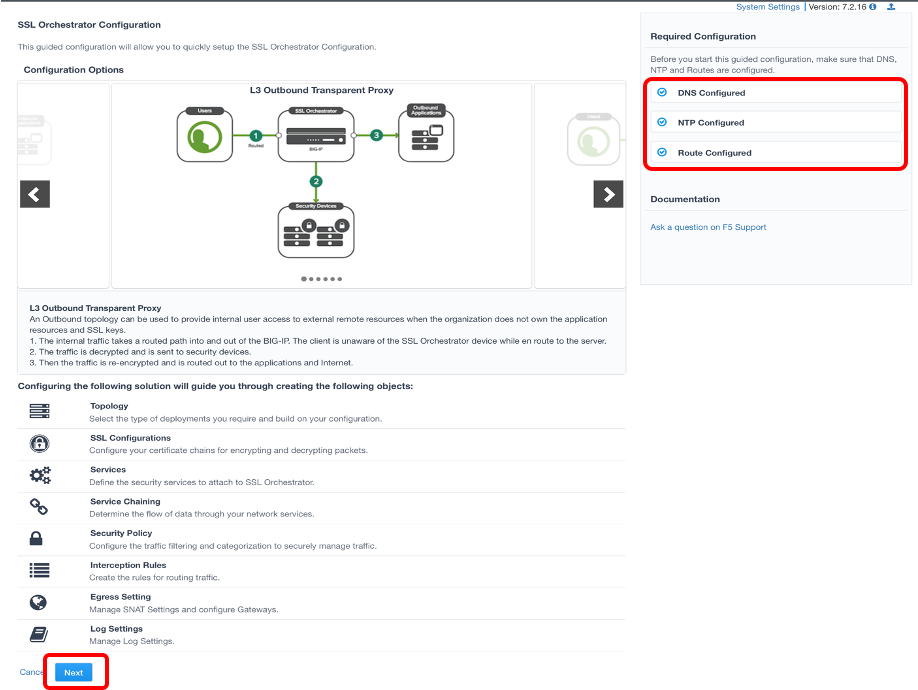 System Settings | Version: 7.2.16
SSL Orchestrator Configuration
This guided configuration will allow you to quickly setup the SSL Orchestrator Configuration.
Configuration Options
L3 Outbound Transparent Proxy
Users
SSL Orchestrator
Outbound
Applications
1
Routed
BIG-IP
3
2
Security Devices
L3 Outbound Transparent Proxy
An Outbound topology can be used to provide internal user access to external remote resources when the organization does not own the application
resources and SSL keys.
1. The internal traffic takes a routed path into and out of the BIG-IP. The client is unaware of the SSL Orchestrator device while en route to the server.
2. The traffic is decrypted and is sent to security devices.
3. Then the traffic is re-encrypted and is routed out to the applications and Internet.
Configuring the following solution will guide you through creating the following objects:
Topology
Select the type of deployments you require and build on your configuration.
SSL Configurations
Configure your certificate chains for encrypting and decrypting packets.
Services
Define the security services to attach to SSL Orchestrator.
Service Chaining
Determine the flow of data through your network services.
Security Policy
Configure the traffic filtering and categorization to securely manage traffic.
Interception Rules
Create the rules for routing traffic.
Egress Setting
Manage SNAT Settings and configure Gateways.
Log Settings
Manage Log Settings.
Cance
Next
Required Configuration
Before you start this guided configuration, make sure that DNS,
NTP and Routes are configured.
DNS Configured
NTP Configured
Route Configured
Documentation
Ask a question on F5 Support